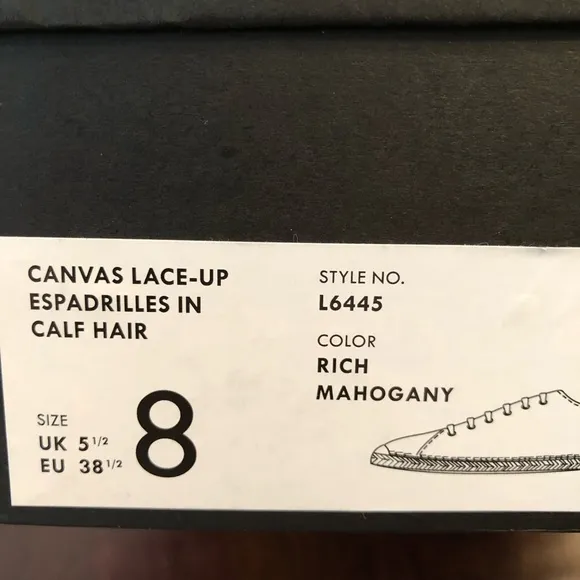 CANVAS LACE-UP
ESPADRILLES IN
CALF HAIR
STYLE NO.
L6445
COLOR
RICH
MAHOGANY
SIZE
UK 5 1/2
EU 38 1/2
8